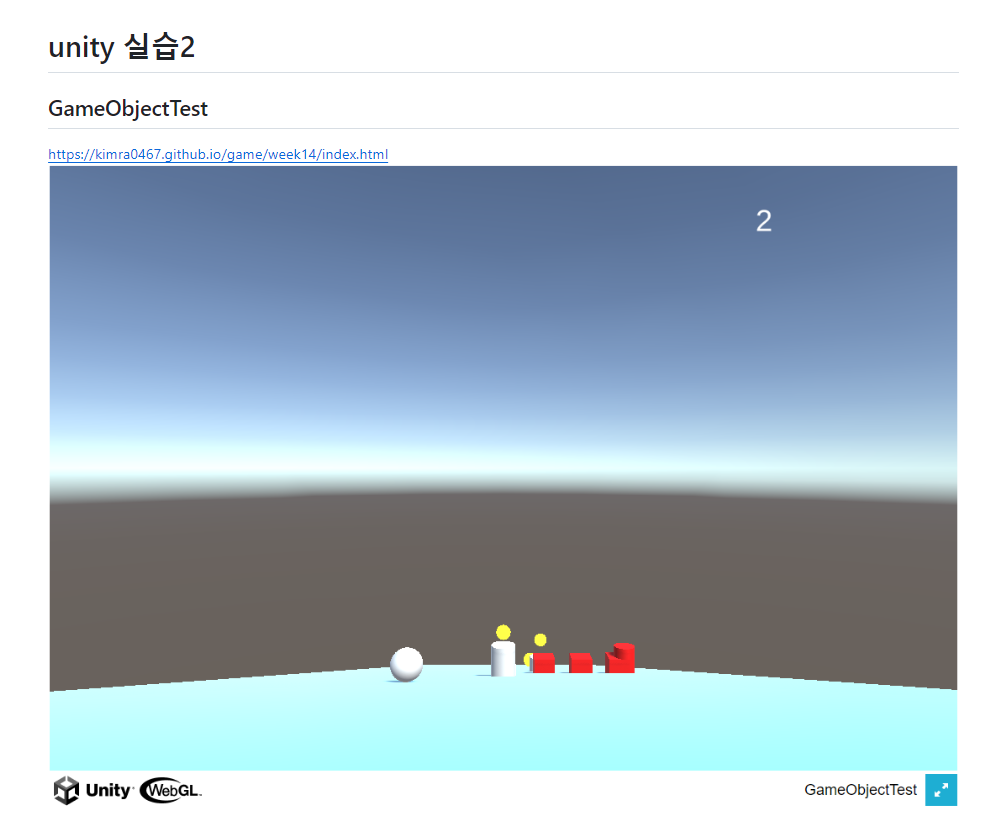 unity 실습2
GameObjectTest
https://kimra0467.github.io/game/week14/index.html
2
Unity WebGL
GameObjectTest